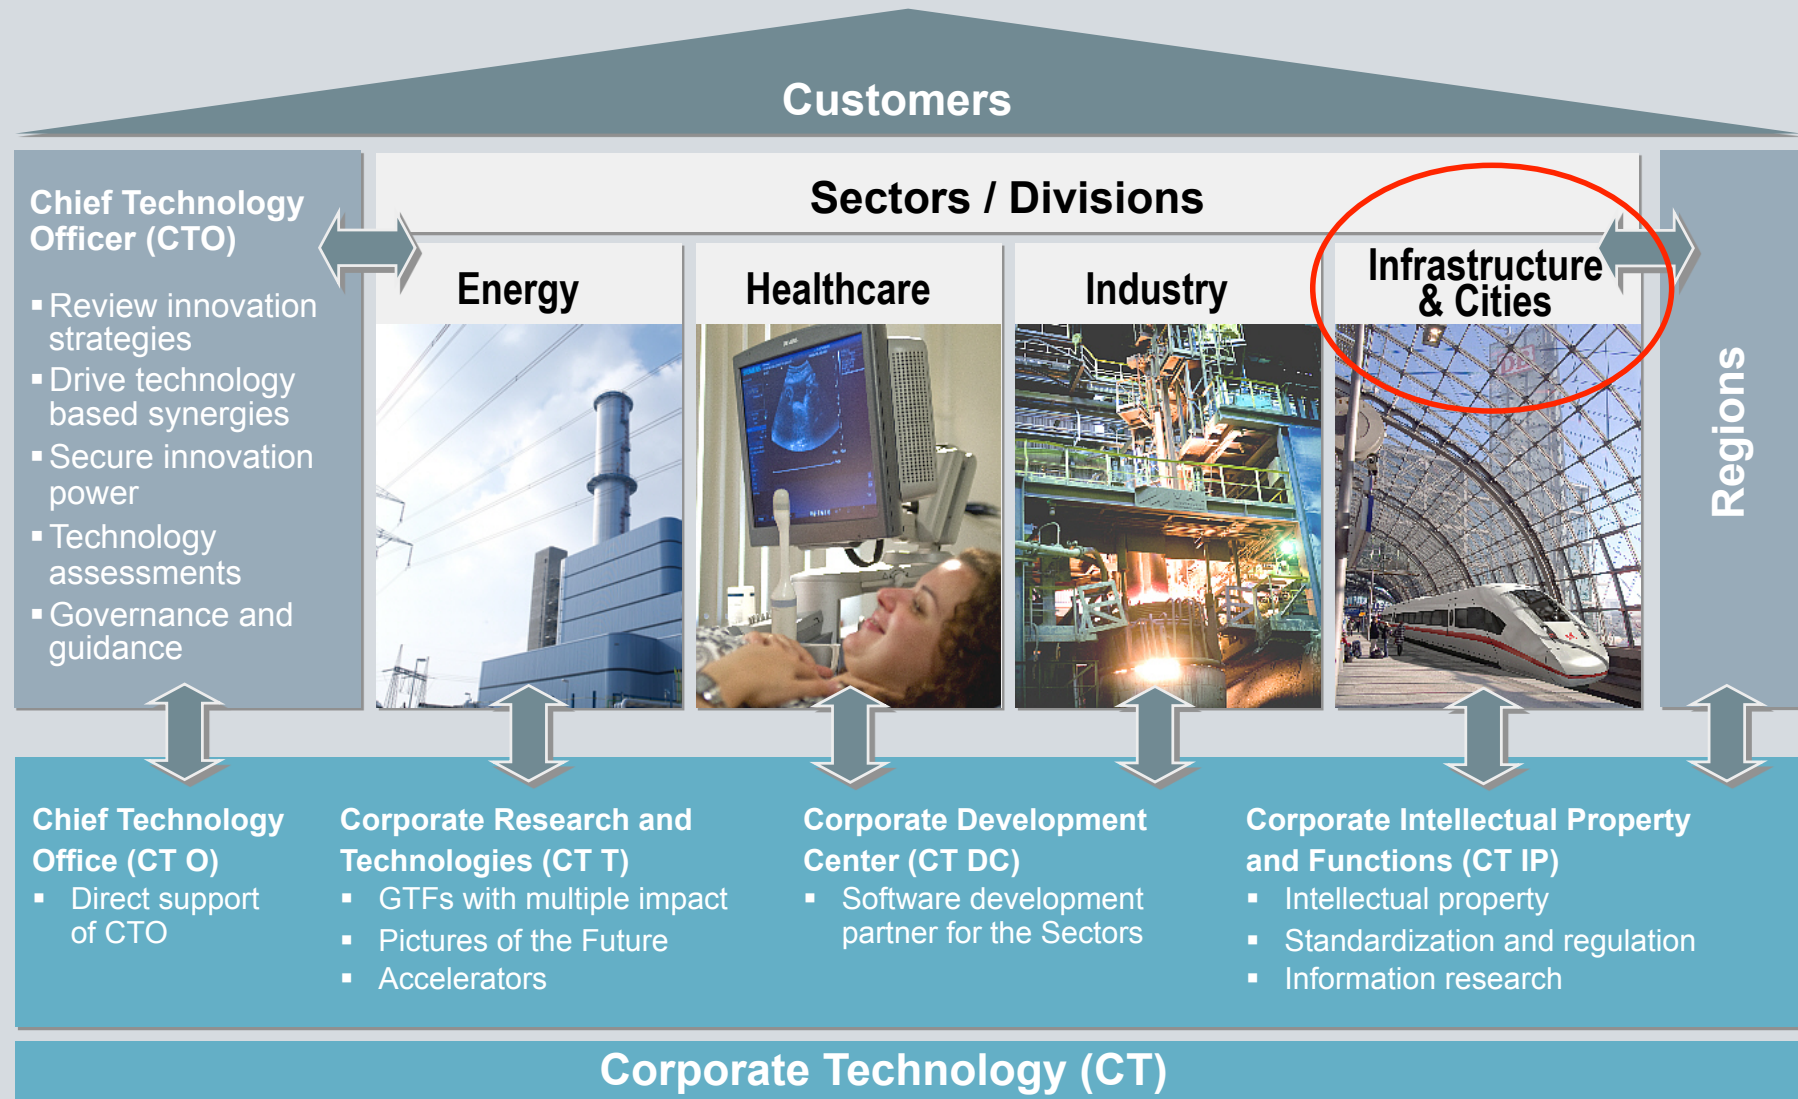 Customers
Chief Technology
Officer (CTO)
▪ Review innovation
strategies
▪ Drive technology
based synergies
▪ Secure innovation
power
▪ Technology
assessments
▪ Governance and
guidance
Sectors / Divisions
Energy
Healthcare
Industry
Infrastructure
& Cities
Regions
Chief Technology
Office (CT O)
▪ Direct support
of CTO
Corporate Research and
Technologies (CT T)
▪ GTFs with multiple impact
▪ Pictures of the Future
▪ Accelerators
Corporate Development
Center (CT DC)
▪ Software development
partner for the Sectors
Corporate Intellectual Property
and Functions (CT IP)
▪ Intellectual property
▪ Standardization and regulation
▪ Information research
Corporate Technology (CT)